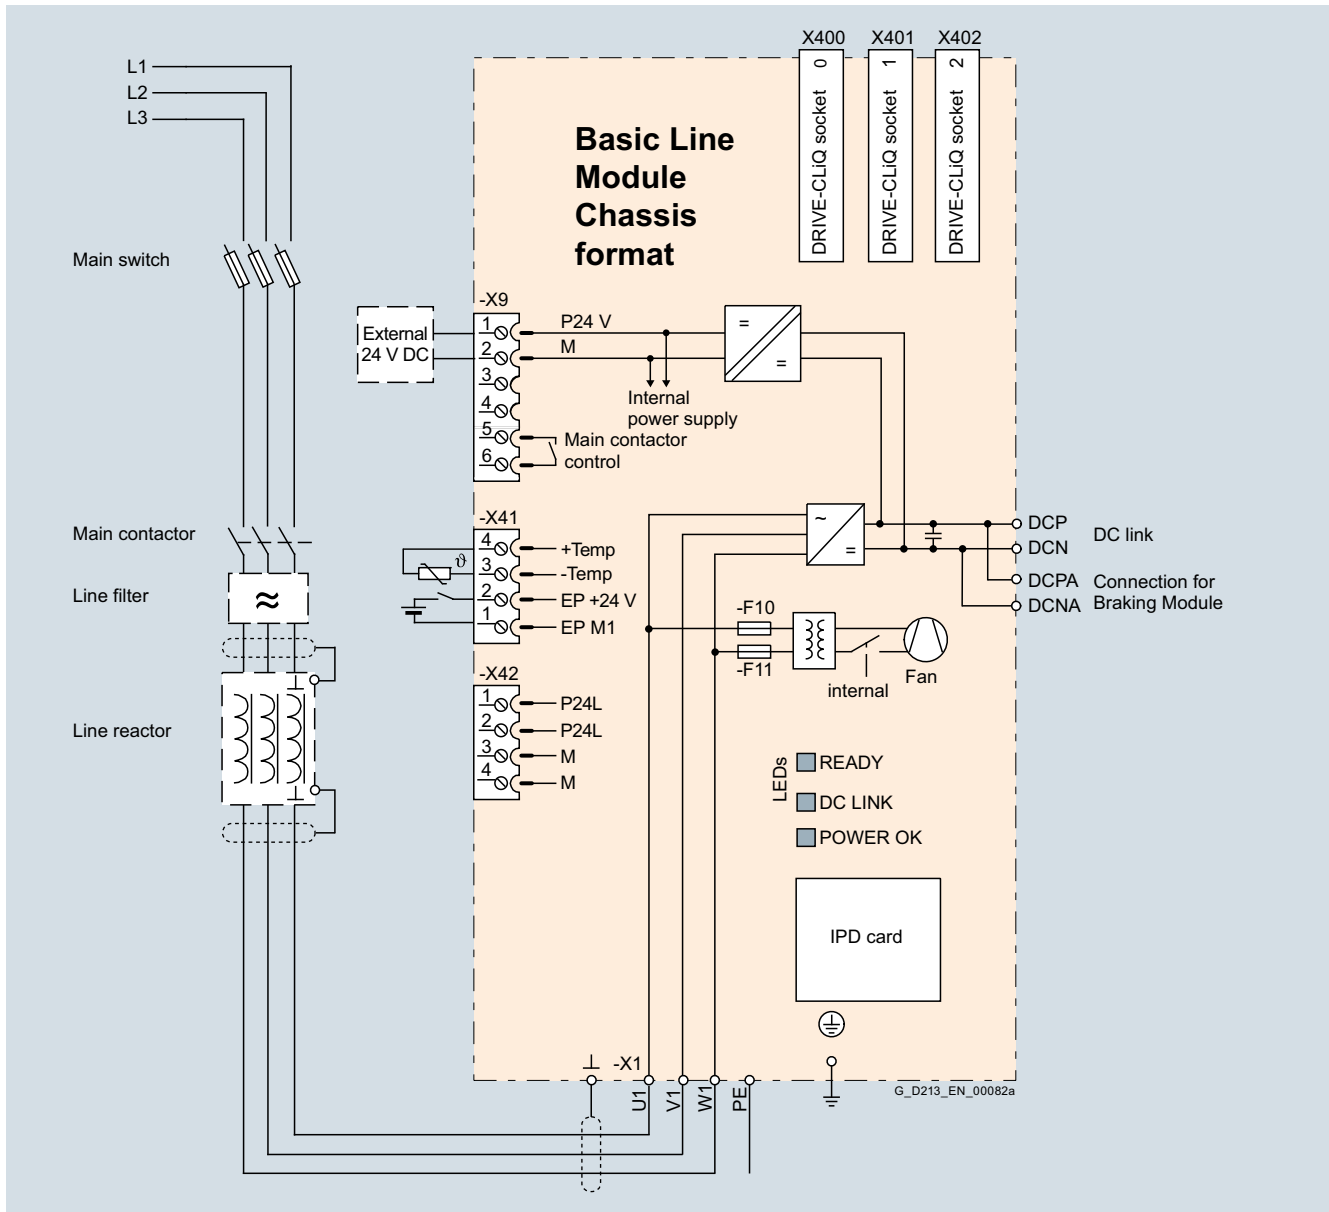 X400 X401 X402
L1
L2
L3
0
DRIVE-CLiQ socket
1
DRIVE-CLiQ socket
2
DRIVE-CLiQ socket
Basic Line
Module
Chassis
format
Main switch
-X9
External
24 V DC
1
2
3
4
5
6
P24 V
M
=
=
Internal
power supply
Main contactor
control
Main contactor
Line filter
≈
-X41
4
3
2
1
ϑ
+Temp
-Temp
EP +24 V
EP M1
~
=
DCP
DCN
DC link
DCPA
DCNA
Connection for
Braking Module
-F10
-F11
internal
Fan
Line reactor
-X42
1
2
3
4
P24L
P24L
M
M
LEDs
READY
DC LINK
POWER OK
IPD card
-X1
U1
V1
W1
PE
G_D213_EN_00082a